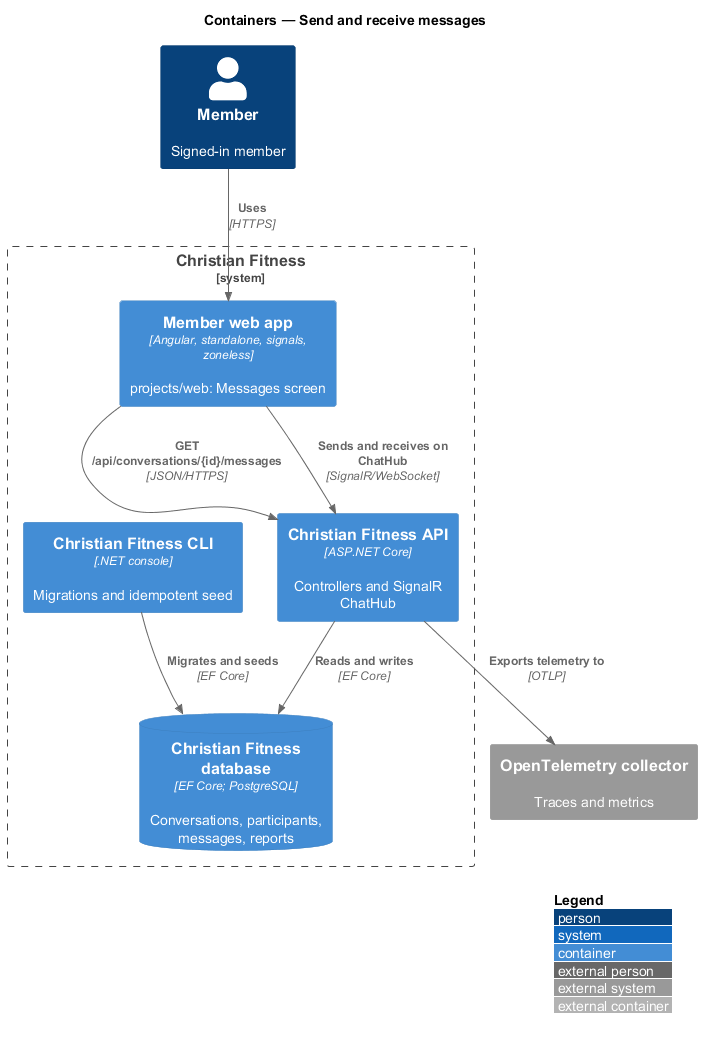 Containers — Send and receive messages
Member
Signed-in member
Uses
[HTTPS]
Christian Fitness
[system]
Member web app
[Angular, standalone, signals,
zoneless]
projects/web: Messages screen
GET
/api/conversations/{id}/messages
[JSON/HTTPS]
Sends and receives on
ChatHub
[SignalR/WebSocket]
Christian Fitness CLI
[.NET console]
Migrations and idempotent seed
Christian Fitness API
[ASP.NET Core]
Controllers and SignalR
ChatHub
Migrates and seeds
[EF Core]
Reads and writes
[EF Core]
Exports telemetry to
[OTLP]
Christian Fitness
database
[EF Core; PostgreSQL]
Conversations, participants,
messages, reports
OpenTelemetry collector
Traces and metrics
Legend
person
system
container
external person
external system
external container